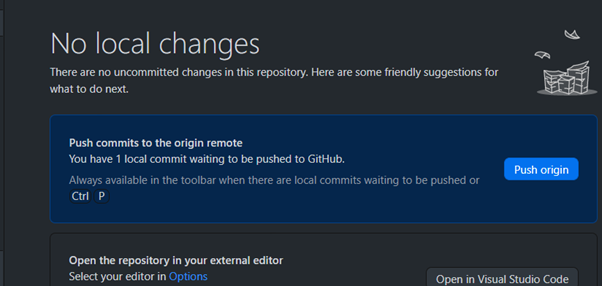 No local changes
There are no uncommitted changes in this repository. Here are some friendly suggestions for
what to do next.
Push commits to the origin remote
You have 1 local commit waiting to be pushed to GitHub.
Always available in the toolbar when there are local commits waiting to be pushed or
Ctrl P
Push origin
Open the repository in your external editor
Select your editor in Options
Open in Visual Studio Code